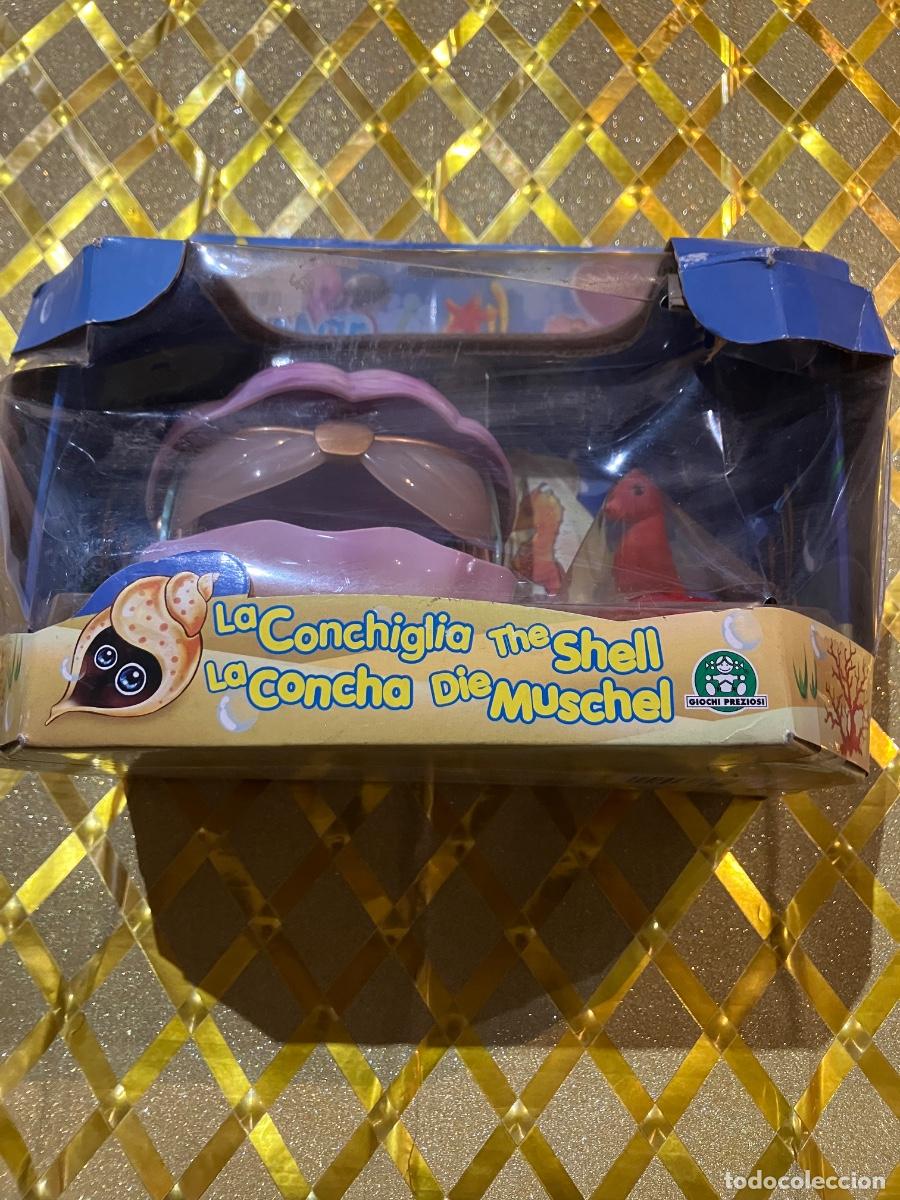 La Conchiglia The Shell
La Concha Die Muschel
GIOCHI PREZIOSI
todocoleccion